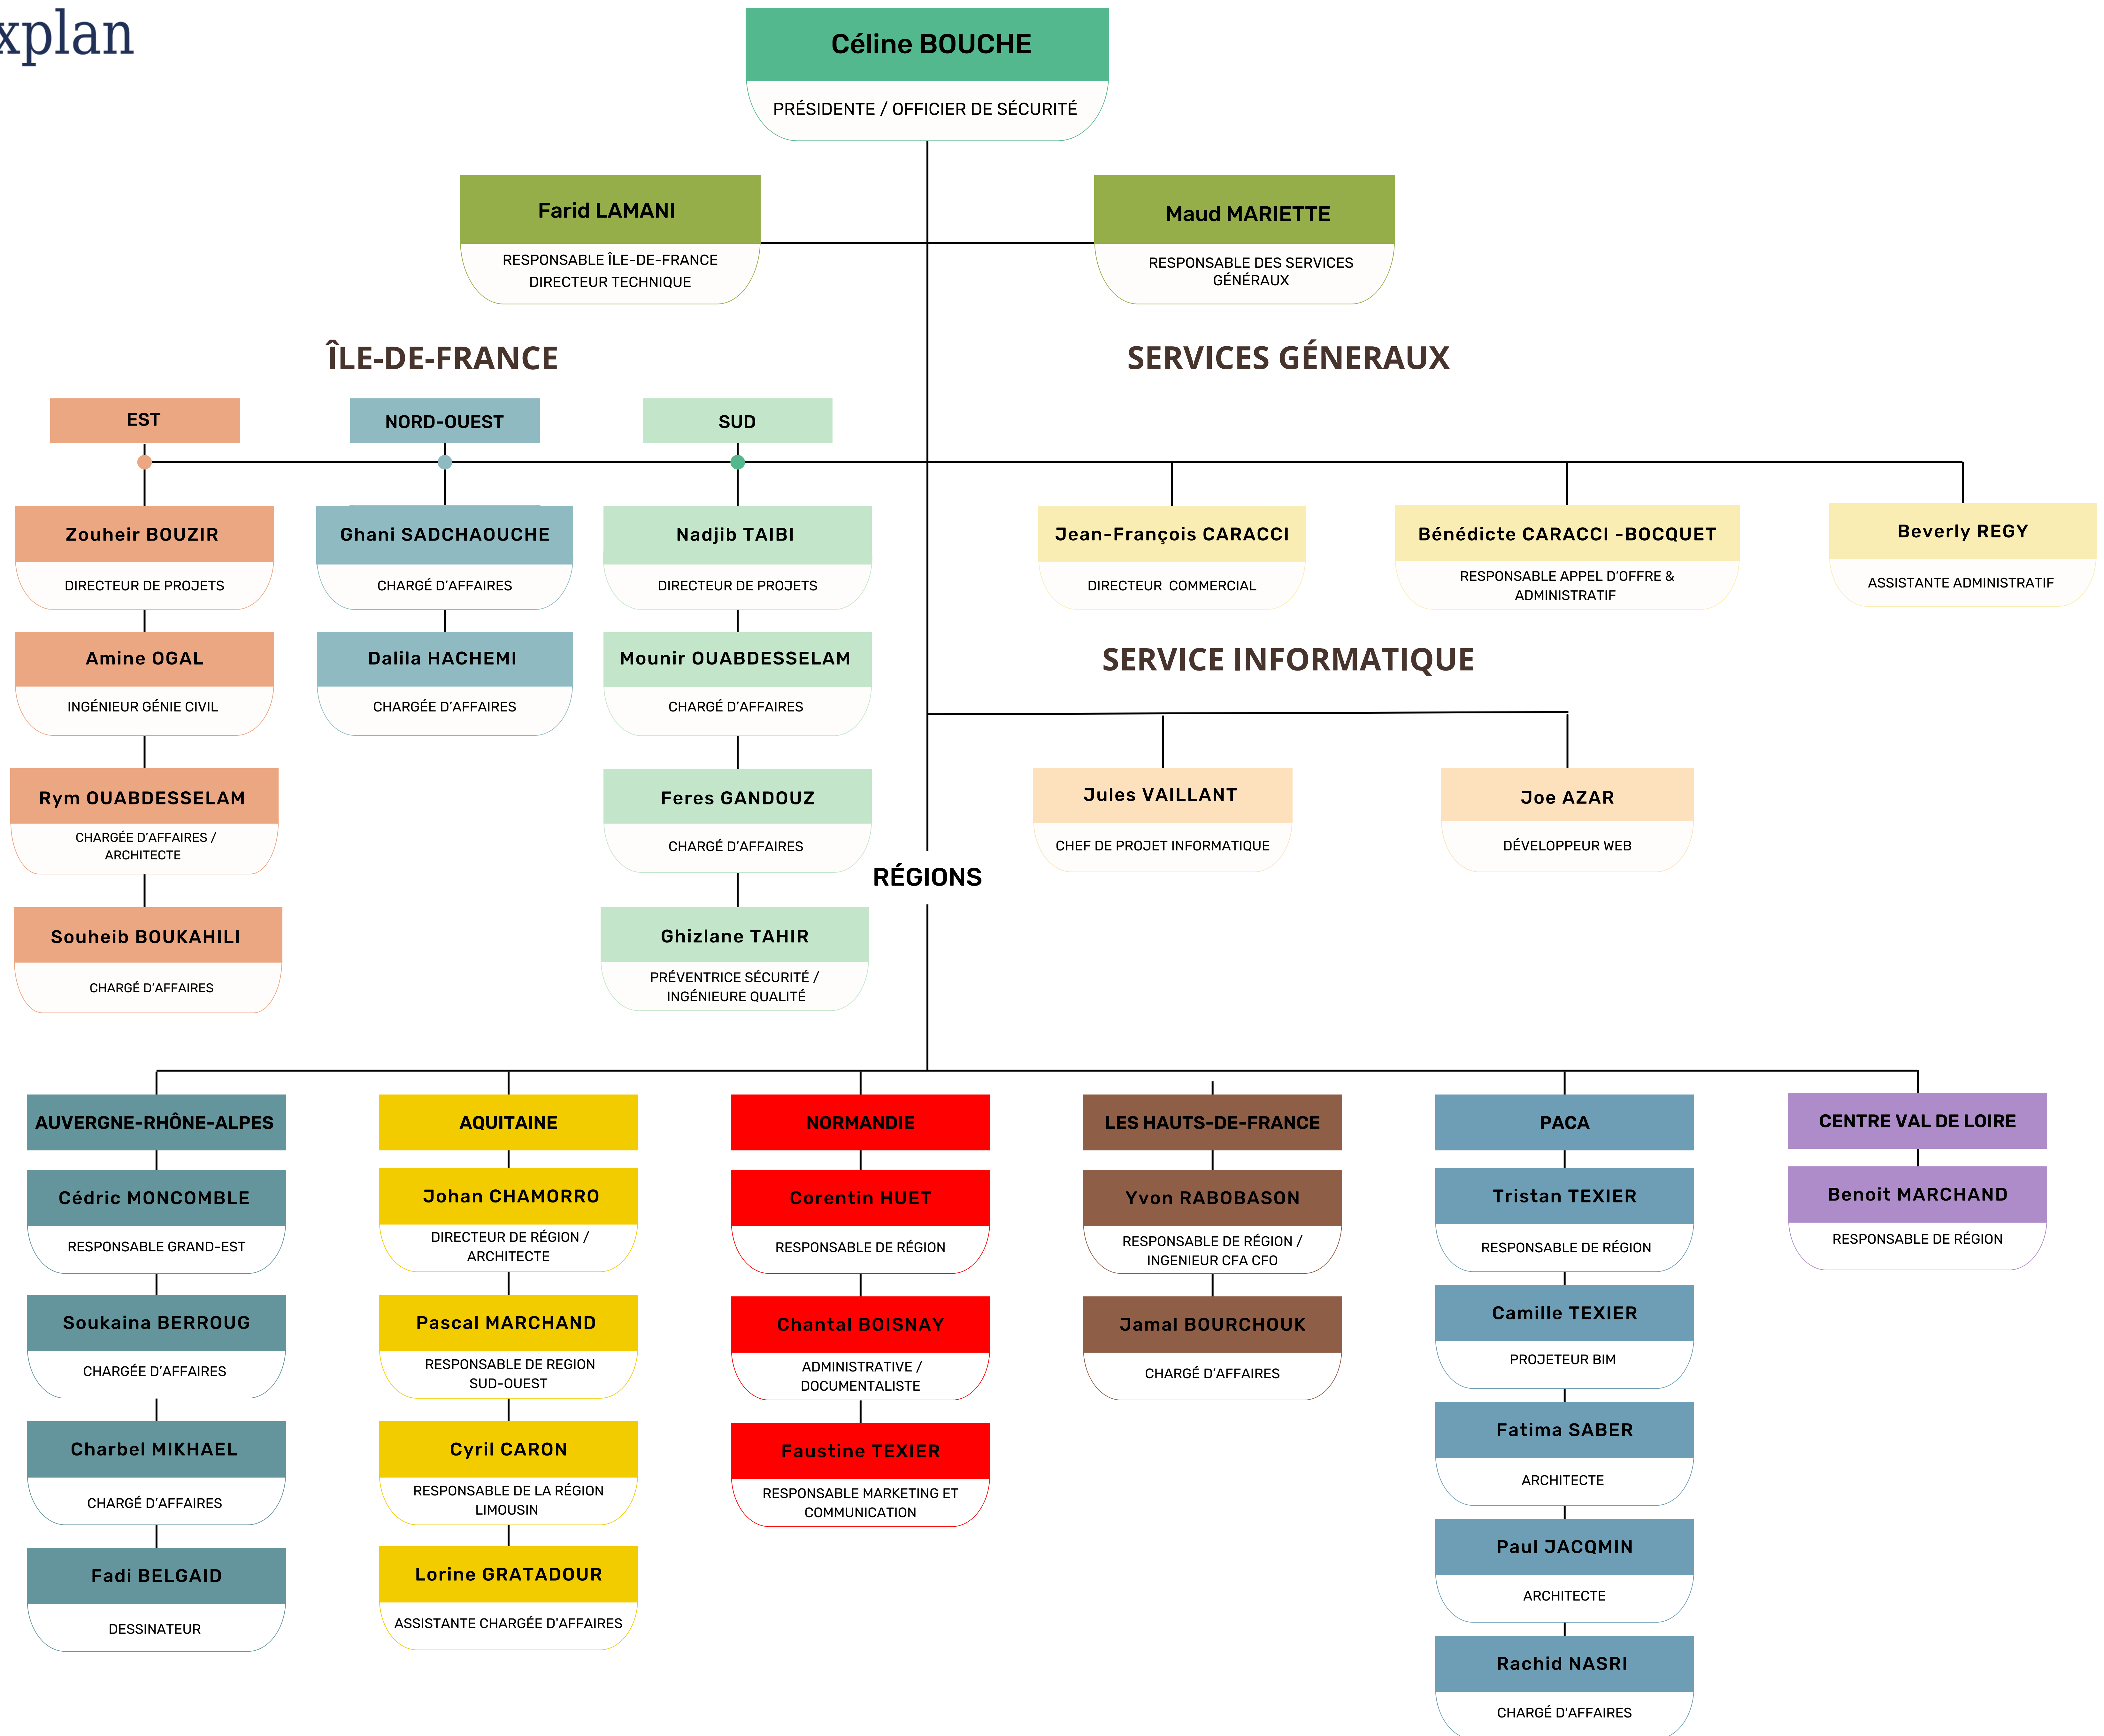 xplan
Céline BOUCHE
PRÉSIDENTE / OFFICIER DE SÉCURITÉ
Farid LAMANI
RESPONSABLE ÎLE-DE-FRANCE
DIRECTEUR TECHNIQUE
Maud MARIETTE
RESPONSABLE DES SERVICES
GÉNÉRAUX
ÎLE-DE-FRANCE
EST
Zouheir BOUZIR
DIRECTEUR DE PROJETS
Amine OGAL
INGÉNIEUR GÉNIE CIVIL
Rym OUABDESSELAM
CHARGÉE D'AFFAIRES /
ARCHITECTE
Souheib BOUKAHILI
CHARGÉ D'AFFAIRES
NORD-OUEST
Ghani SADCHAOUCHE
CHARGÉ D'AFFAIRES
Dalila HACHEMI
CHARGÉE D'AFFAIRES
SUD
Nadjib TAIBI
DIRECTEUR DE PROJETS
Mounir OUABDESSELAM
CHARGÉ D'AFFAIRES
Feres GANDOUZ
CHARGÉ D'AFFAIRES
Ghizlane TAHIR
PRÉVENTRICE SÉCURITÉ /
INGÉNIEURE QUALITÉ
SERVICES GÉNERAUX
Jean-François CARACCI
DIRECTEUR COMMERCIAL
Bénédicte CARACCI -BOCQUET
RESPONSABLE APPEL D'OFFRE &
ADMINISTRATIF
Beverly REGY
ASSISTANTE ADMINISTRATIF
SERVICE INFORMATIQUE
Jules VAILLANT
CHEF DE PROJET INFORMATIQUE
Joe AZAR
DÉVELOPPEUR WEB
RÉGIONS
AUVERGNE-RHÔNE-ALPES
Cédric MONCOMBLE
RESPONSABLE GRAND-EST
Soukaina BERROUG
CHARGÉE D'AFFAIRES
Charbel MIKHAEL
CHARGÉ D'AFFAIRES
Fadi BELGAID
DESSINATEUR
AQUITAINE
Johan CHAMORRO
DIRECTEUR DE RÉGION /
ARCHITECTE
Pascal MARCHAND
RESPONSABLE DE REGION
SUD-OUEST
Cyril CARON
RESPONSABLE DE LA RÉGION
LIMOUSIN
Lorine GRATADOUR
ASSISTANTE CHARGÉE D'AFFAIRES
NORMANDIE
Corentin HUET
RESPONSABLE DE RÉGION
Chantal BOISNAY
ADMINISTRATIVE /
DOCUMENTALISTE
Faustine TEXIER
RESPONSABLE MARKETING ET
COMMUNICATION
LES HAUTS-DE-FRANCE
Yvon RABOBASON
RESPONSABLE DE RÉGION /
INGENIEUR CFA CFO
Jamal BOURCHOUK
CHARGÉ D'AFFAIRES
PACA
Tristan TEXIER
RESPONSABLE DE RÉGION
Camille TEXIER
PROJETEUR BIM
Fatima SABER
ARCHITECTE
Paul JACQMIN
ARCHITECTE
Rachid NASRI
CHARGÉ D'AFFAIRES
CENTRE VAL DE LOIRE
Benoit MARCHAND
RESPONSABLE DE RÉGION